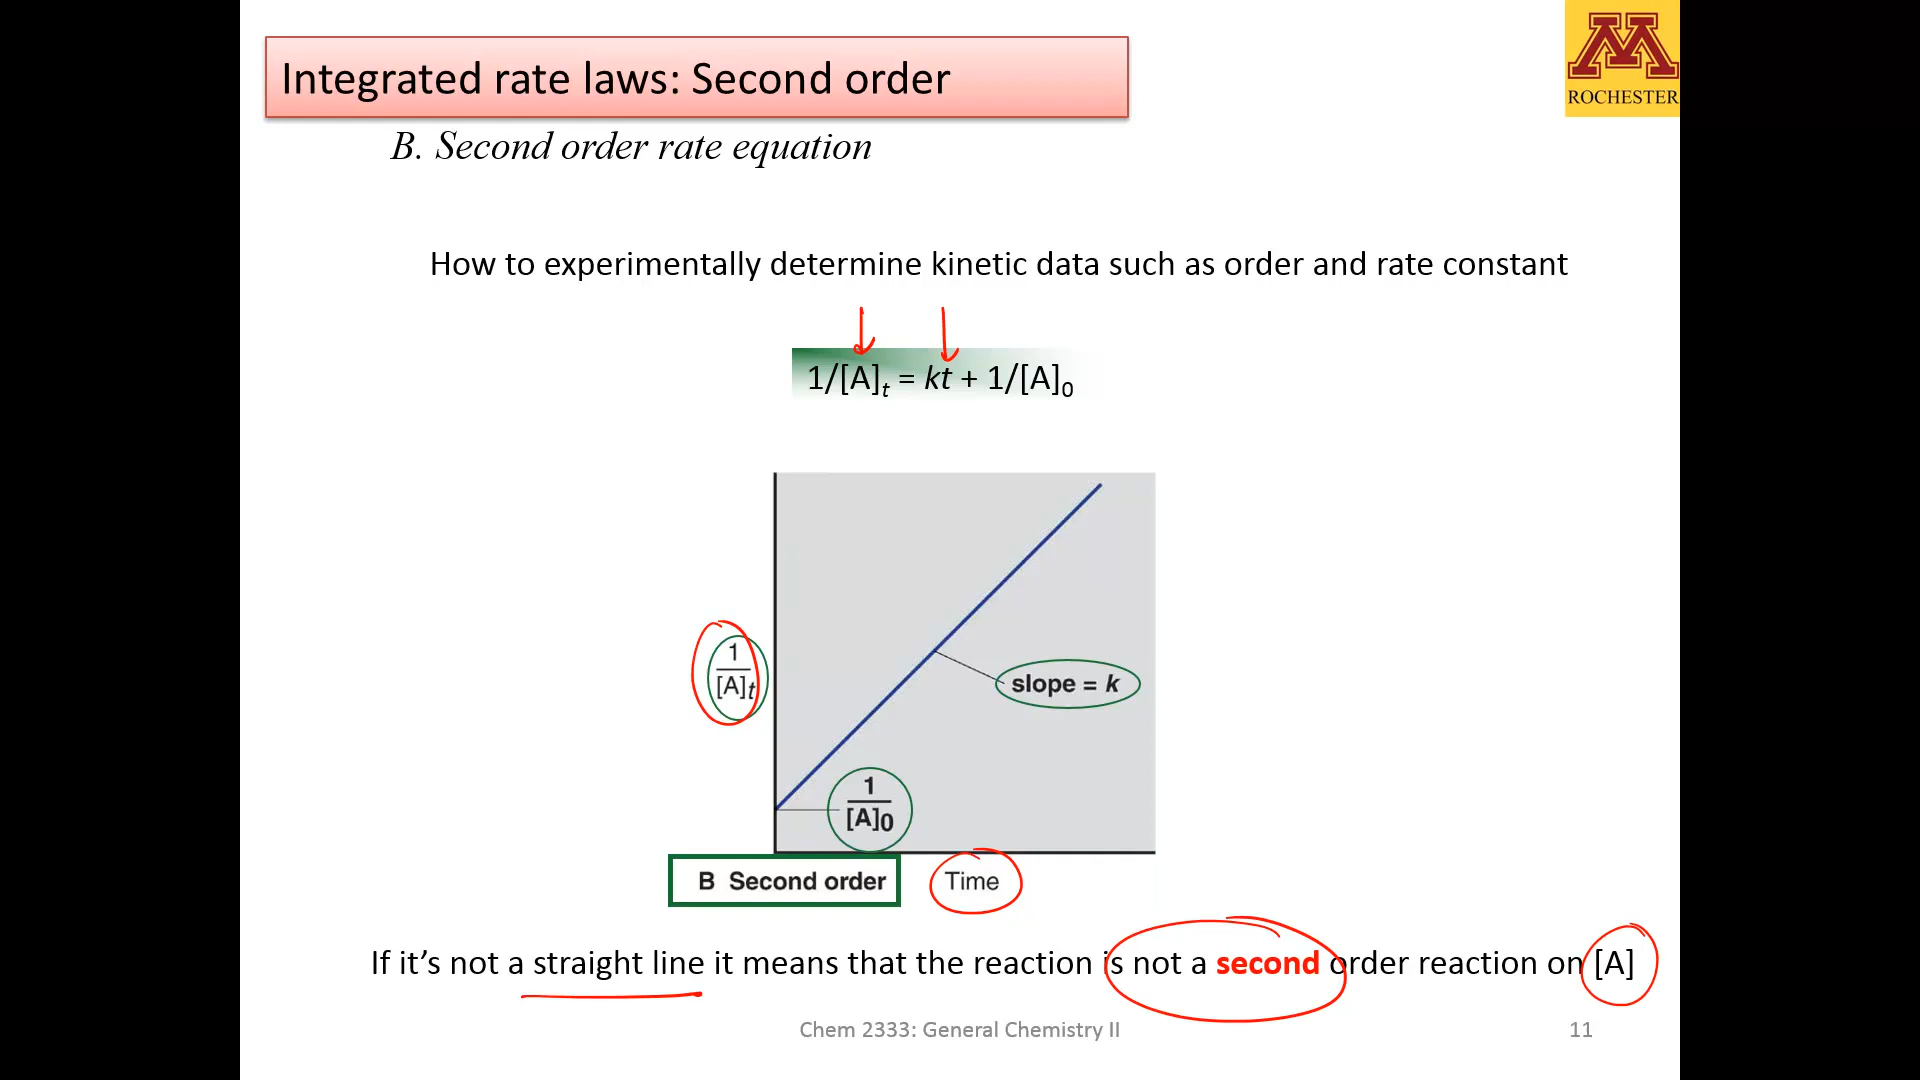 Integrated rate laws: Second order
M
ROCHESTER
B. Second order rate equation
How to experimentally determine kinetic data such as order and rate constant
1/[A]t = kt + 1/[A]0
1
[A]t
slope = k
1
[A]0
B Second order
Time
If it’s not a straight line it means that the reaction is not a second order reaction on [A]
Chem 2333: General Chemistry II
11